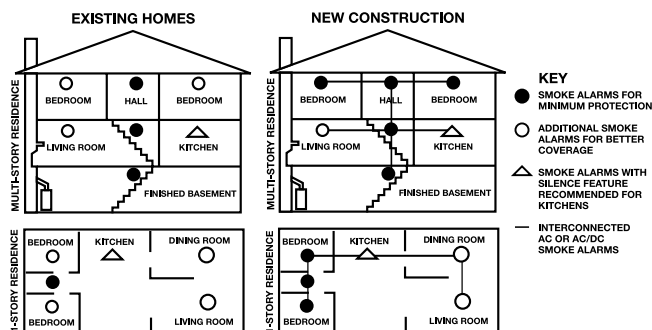 EXISTING HOMES
NEW CONSTRUCTION
MULTI-STORY RESIDENCE
BEDROOM
HALL
BEDROOM
LIVING ROOM
KITCHEN
FINISHED BASEMENT
MULTI-STORY RESIDENCE
BEDROOM
HALL
BEDROOM
LIVING ROOM
KITCHEN
FINISHED BASEMENT
KEY
SMOKE ALARMS FOR
MINIMUM PROTECTION
ADDITIONAL SMOKE
ALARMS FOR BETTER
COVERAGE
SMOKE ALARMS WITH
SILENCE FEATURE
RECOMMENDED FOR
KITCHENS
INTERCONNECTED
AC OR AC/DC
SMOKE ALARMS
BEDROOM
KITCHEN
DINING ROOM
BEDROOM
LIVING ROOM
RESIDENCE
BEDROOM
KITCHEN
DINING ROOM
BEDROOM
LIVING ROOM
RESIDENCE